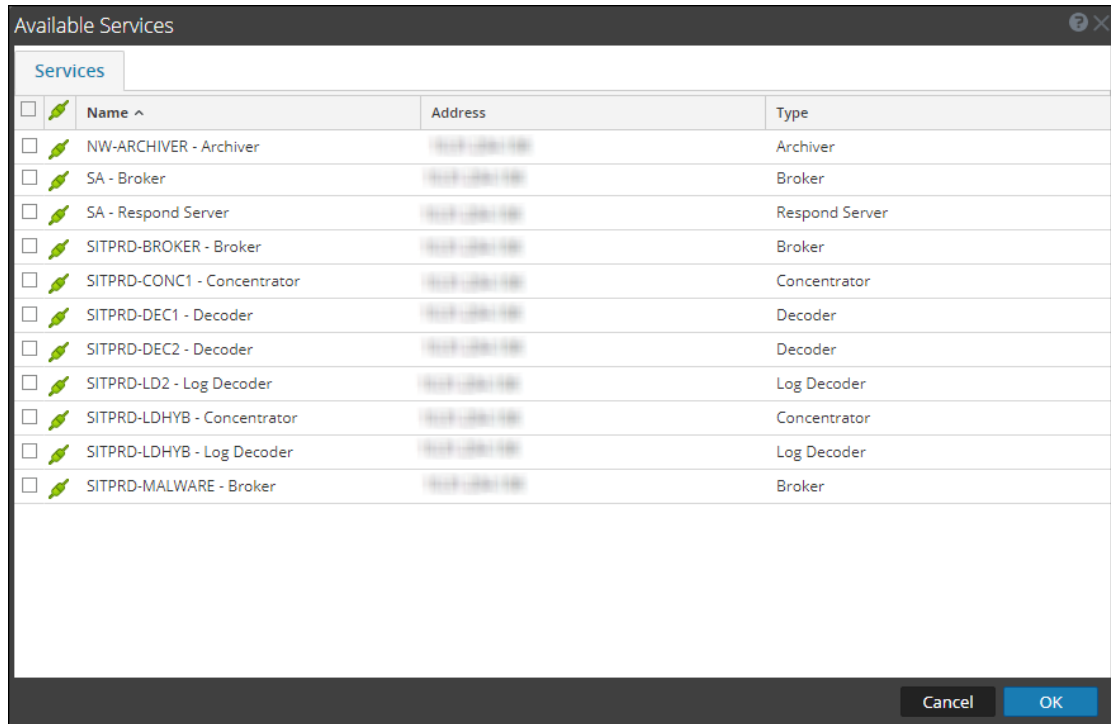 Available Services
Services
Name Address Type
NW-ARCHIVER - Archiver Archiver
SA - Broker Broker
SA - Respond Server Respond Server
SITPRD-BROKER - Broker Broker
SITPRD-CONC1 - Concentrator Concentrator
SITPRD-DEC1 - Decoder Decoder
SITPRD-DEC2 - Decoder Decoder
SITPRD-LD2 - Log Decoder Log Decoder
SITPRD-LDHYB - Concentrator Concentrator
SITPRD-LDHYB - Log Decoder Log Decoder
SITPRD-MALWARE - Broker Broker
Cancel OK